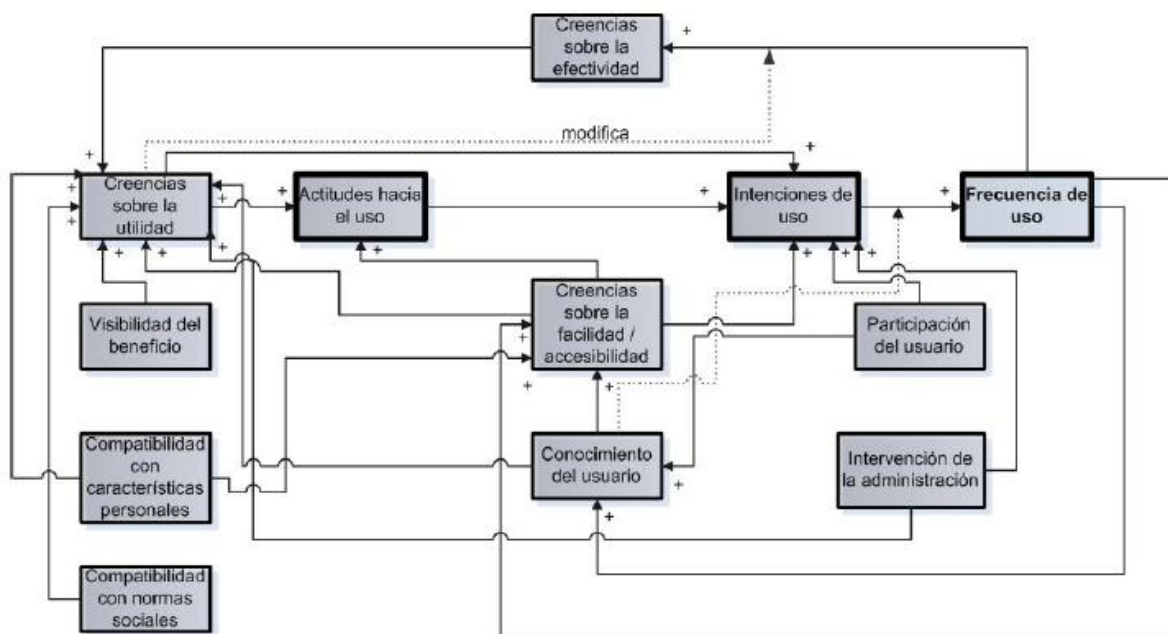 Creencias
sobre la
efectividad
+
+
modifica
+
+
Creencias
sobre la
utilidad
+
+
+
Actitudes hacia
el uso
+
+
Intenciones de
uso
+
Frecuencia de
uso
+
+
+
+
+
+
+
Visibilidad del
beneficio
Creencias
sobre la
facilidad /
accesibilidad
+
Participación
del usuario
+
+
Compatibilidad
con
características
personales
Conocimiento
del usuario
+
Intervención de
la administración
+
Compatibilidad
con normas
sociales